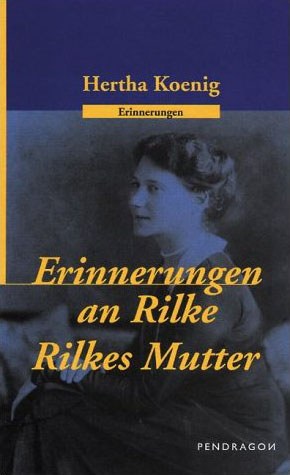 Hertha Koenig
Erinnerungen
Erinnerungen
an Rilke
Rilkes Mutter
PENDRAGON